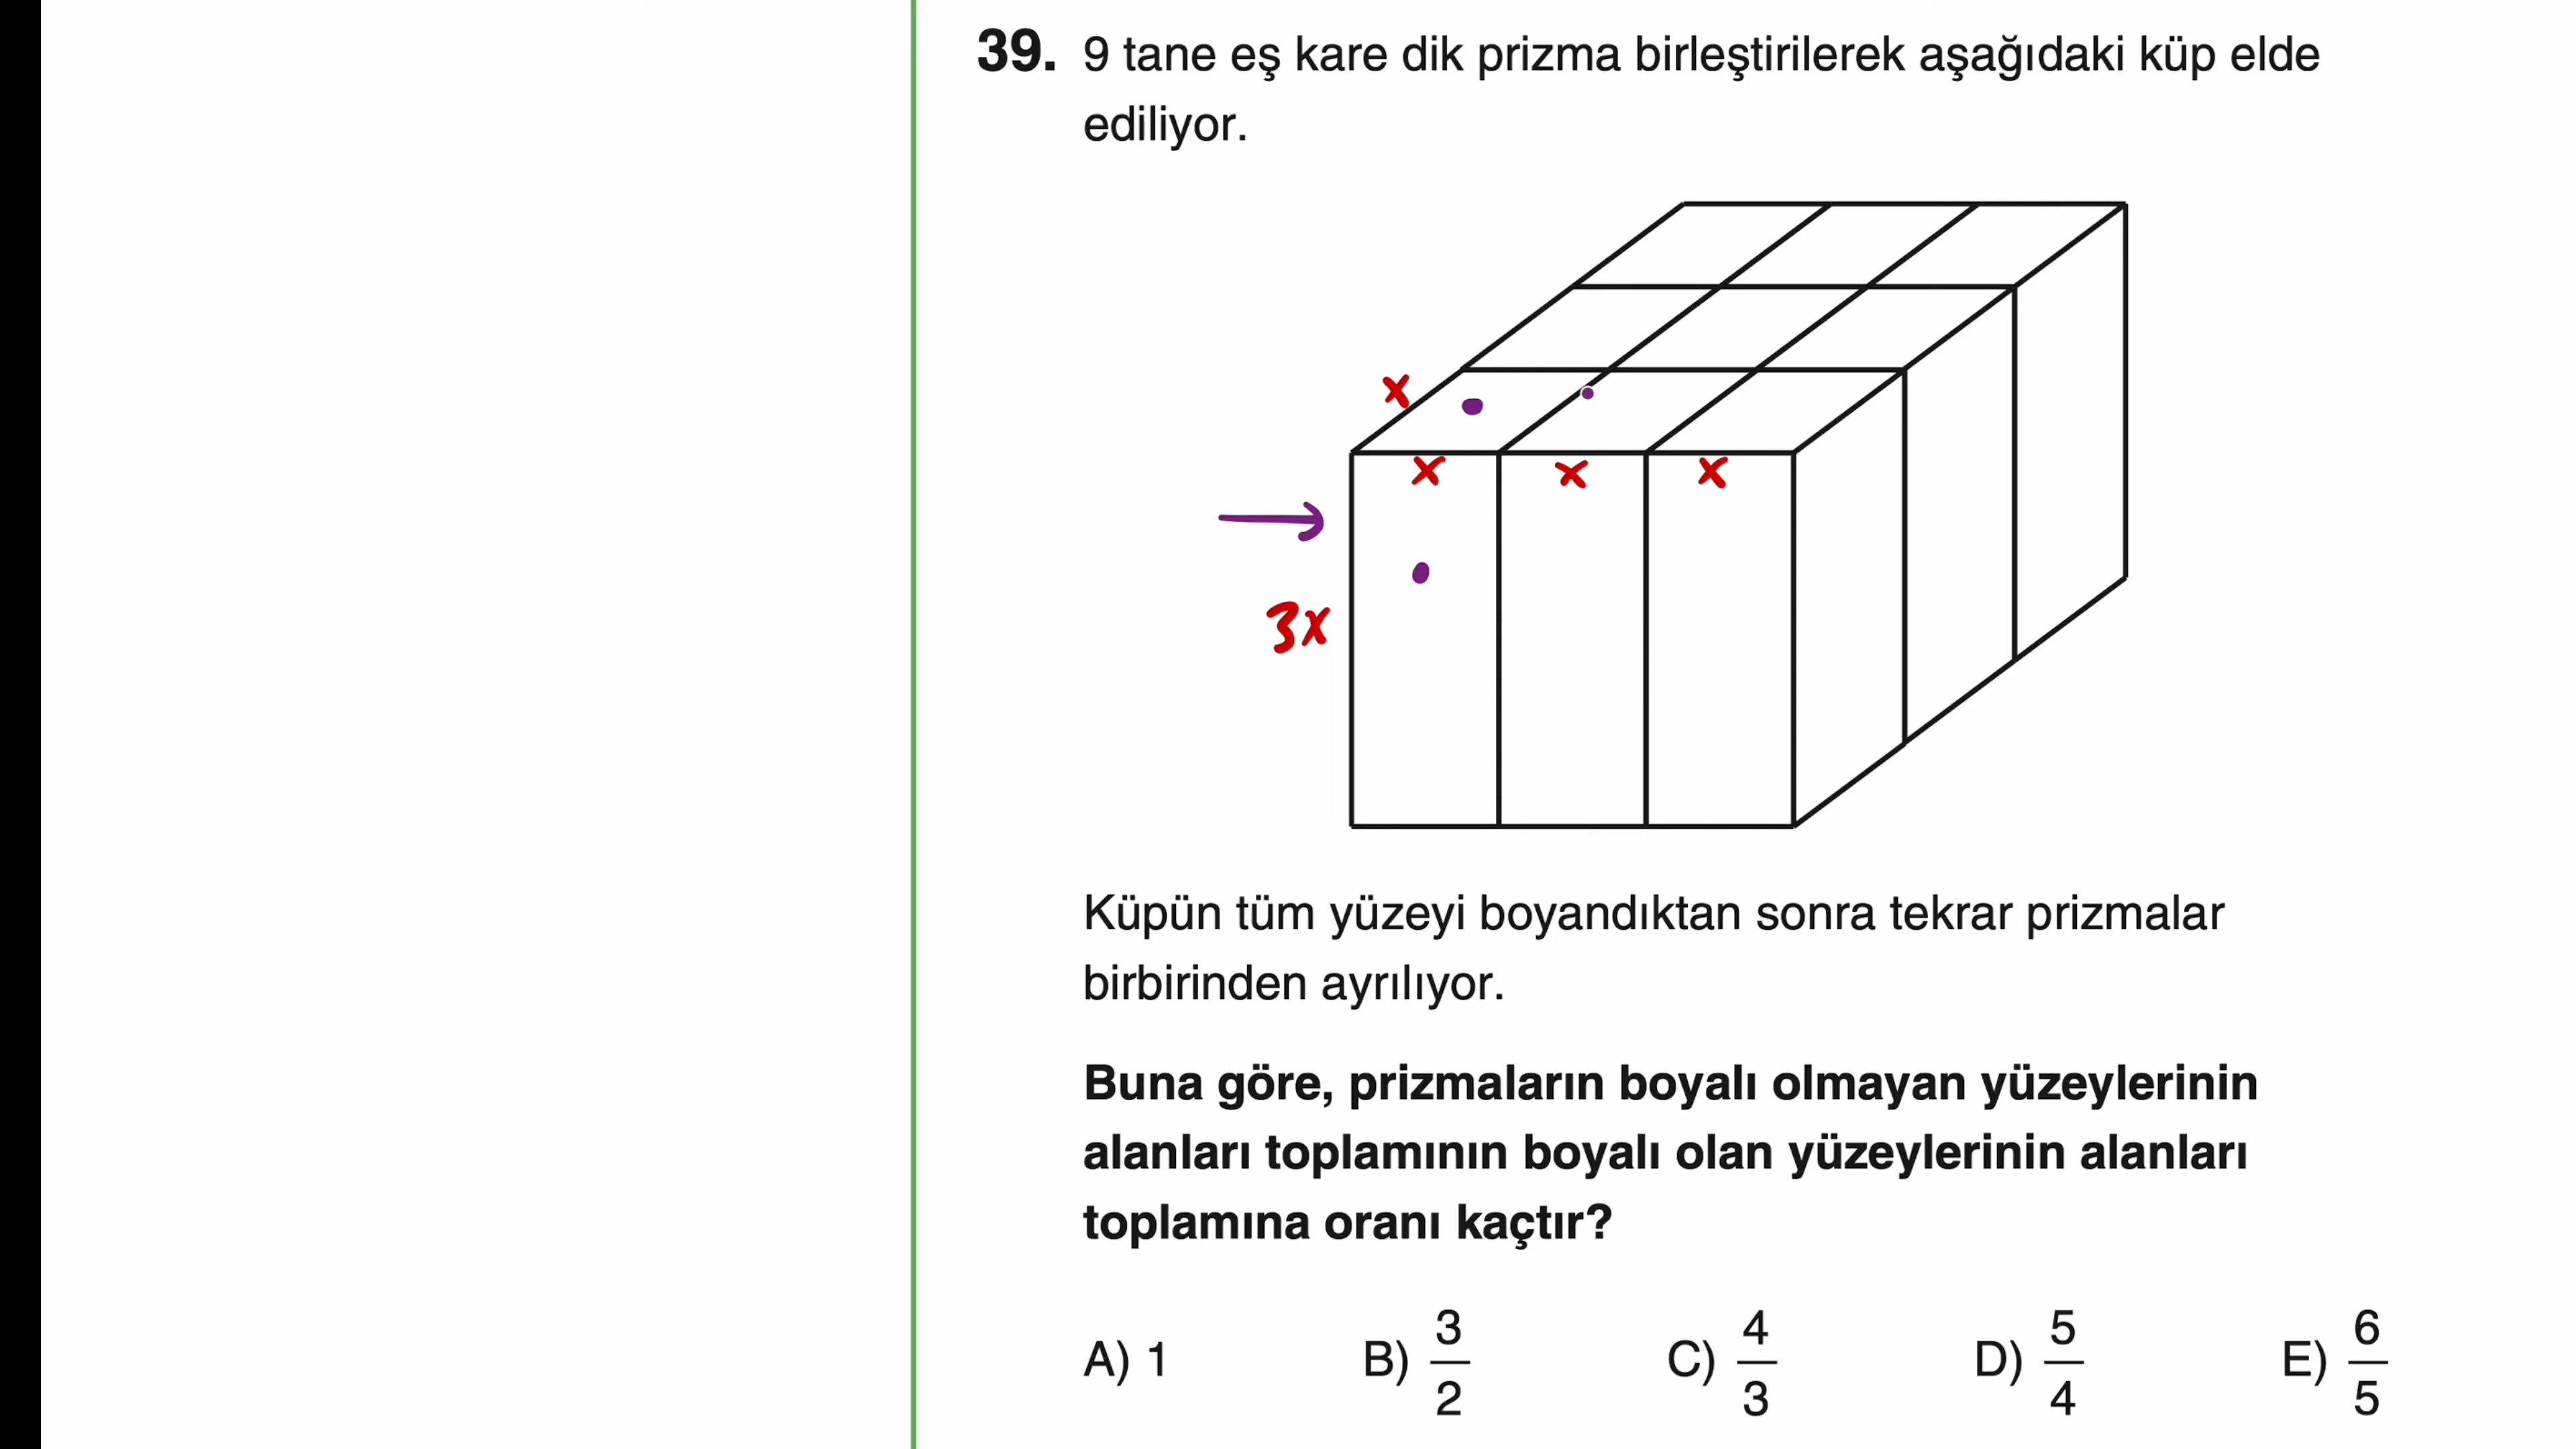 39. 9 tane eş kare dik prizma birleştirilerek aşağıdaki küp elde
ediliyor.
x
x x x
3x
Küpün tüm yüzeyi boyandıktan sonra tekrar prizmalar
birbirinden ayrılıyor.
Buna göre, prizmaların boyalı olmayan yüzeylerinin
alanları toplamının boyalı olan yüzeylerinin alanları
toplamına oranı kaçtır?
A) 1 B) 3/2 C) 4/3 D) 5/4 E) 6/5